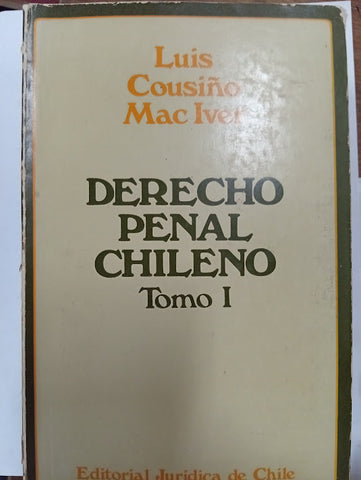 Luis
Cousiño
Mac Iver
DERECHO
PENAL
CHILENO
Tomo I
Editorial Jurídica de Chile